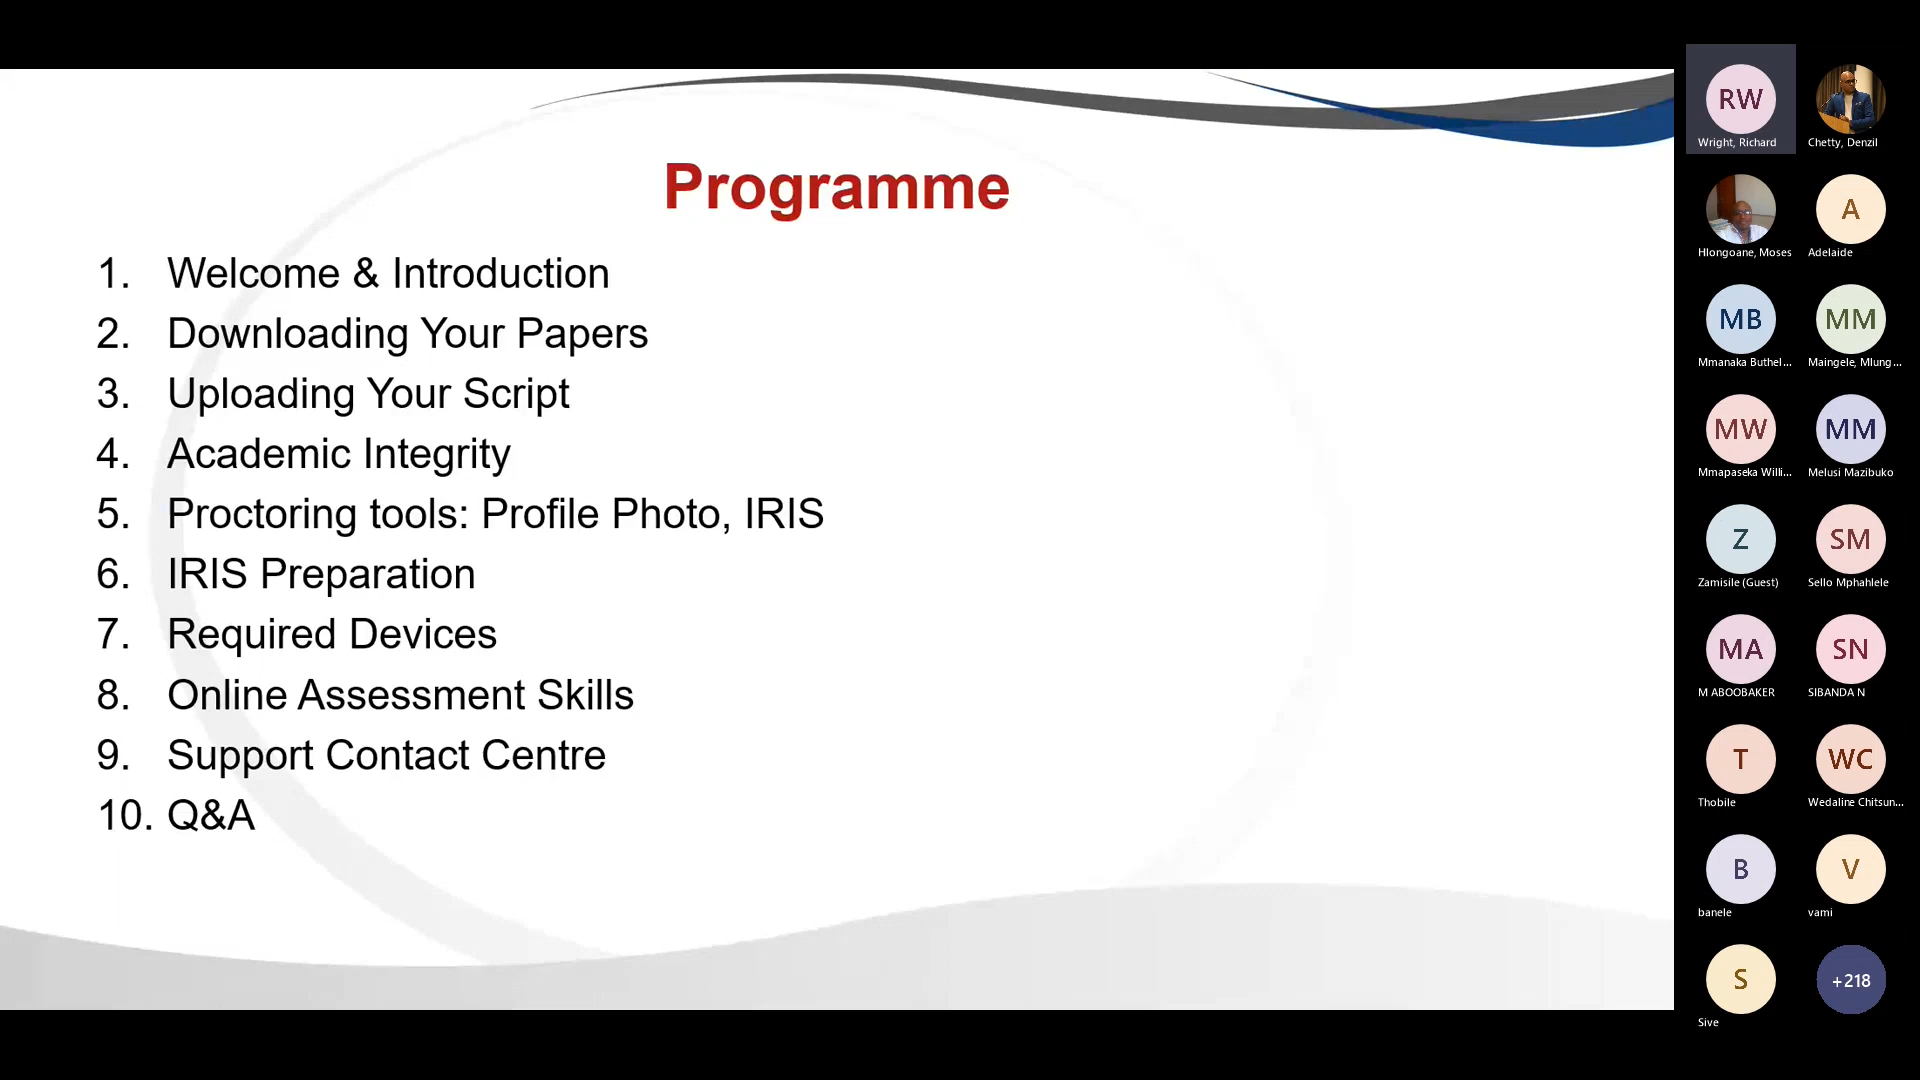 Programme
1. Welcome & Introduction
2. Downloading Your Papers
3. Uploading Your Script
4. Academic Integrity
5. Proctoring tools: Profile Photo, IRIS
6. IRIS Preparation
7. Required Devices
8. Online Assessment Skills
9. Support Contact Centre
10. Q&A
RW
Wright, Richard
Chetty, Denzil
Hlongoane, Moses
A
Adelaide
MB
Mmanaka Buthel...
MM
Maingele, Mlung...
MW
Mmapaseka Willi...
MM
Melusi Mazibuko
Z
Zamisile (Guest)
SM
Sello Mphahlele
MA
M ABOOBAKER
SN
SIBANDA N
T
Thobile
WC
Wedaline Chitsun...
B
banele
V
vami
S
Sive
+218